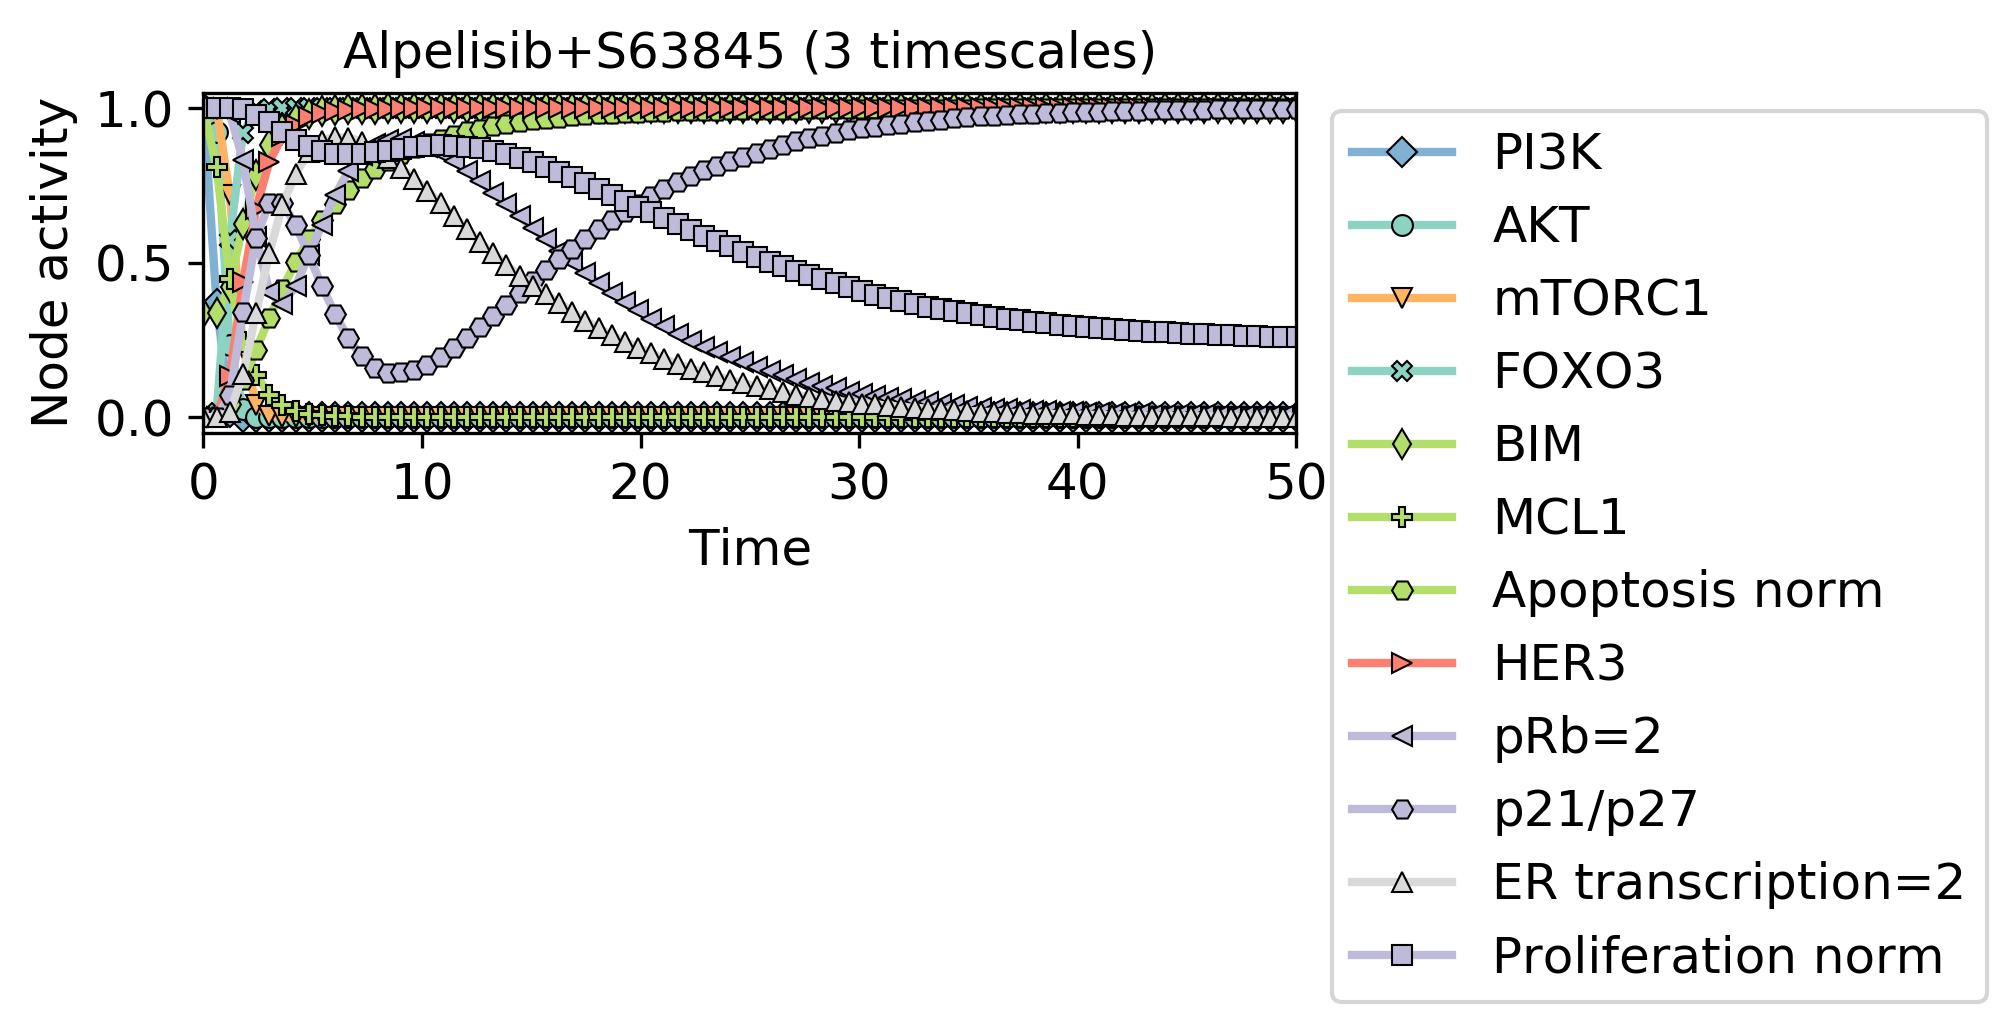 Alpelisib+S63845 (3 timescales)
Node activity
1.0
0.5
0.0
0 10 20 30 40 50
Time
PI3K
AKT
mTORC1
FOXO3
BIM
MCL1
Apoptosis norm
HER3
pRb=2
p21/p27
ER transcription=2
Proliferation norm